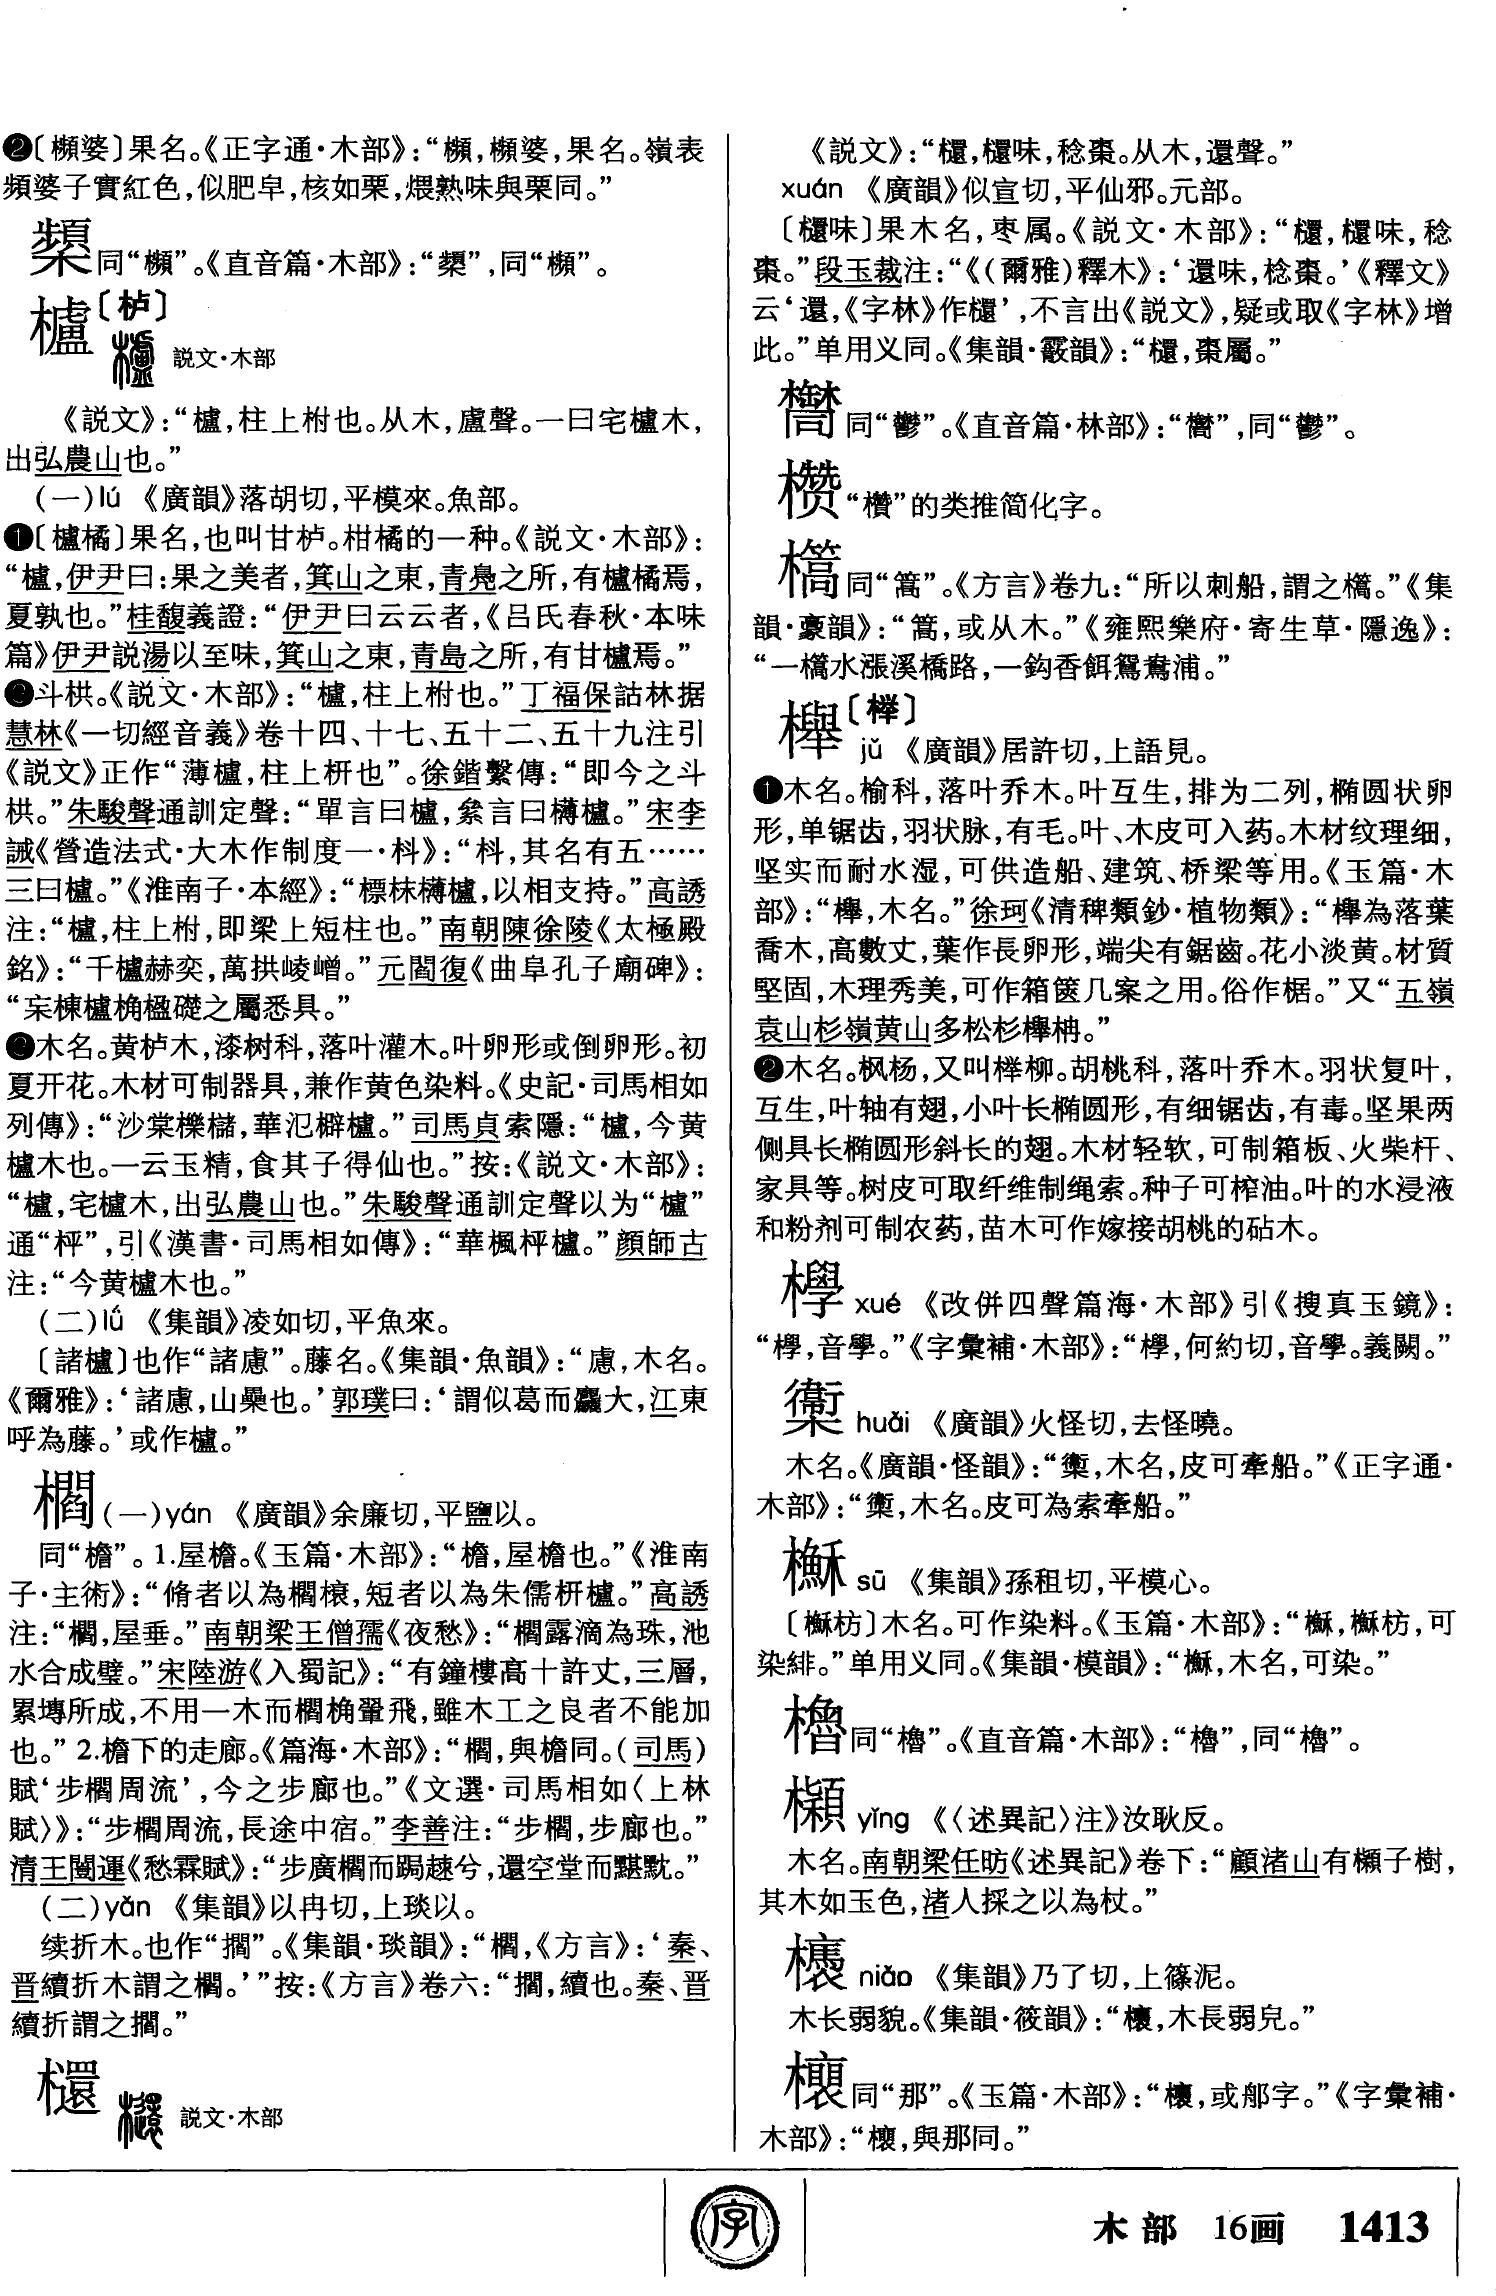 ❷〔櫇婆〕果名。《正字通·木部》：“櫇，櫇婆，果名。嶺表
頻婆子實紅色，似肥皁，核如栗，煨熟味與栗同。”
同“櫇”。《直音篇·木部》：“”，同“櫇”。
櫨〔栌〕
説文·木部
《説文》：“櫨，柱上柎也。从木，盧聲。一曰宅櫨木，
出弘農山也。”
(一)lú 《廣韻》落胡切，平模來。魚部。
❶〔櫨橘〕果名，也叫甘栌。柑橘的一种。《説文·木部》：
“櫨，伊尹曰：果之美者，箕山之東，青鳧之所，有櫨橘焉，
夏孰也。”桂馥義證：“伊尹曰云云者，《吕氏春秋·本味
篇》伊尹説湯以至味，箕山之東，青島之所，有甘櫨焉。”
❷斗栱。《説文·木部》：“櫨，柱上柎也。”丁福保詁林据
慧林《一切經音義》卷十四、十七、五十二、五十九注引
《説文》正作“薄櫨，柱上枅也”。徐鍇繫傳：“即今之斗
栱。”朱駿聲通訓定聲：“單言曰櫨，絫言曰欂櫨。”宋李
誡《營造法式·大木作制度一·枓》：“枓，其名有五……
三曰櫨。”《淮南子·本經》：“標枺欂櫨，以相支持。”高誘
注：“櫨，柱上柎，即梁上短柱也。”南朝陳徐陵《太極殿
銘》：“千櫨赫奕，萬拱崚嶒。”元閻復《曲阜孔子廟碑》：
“宲棟櫨桷楹礎之屬悉具。”
❸木名。黄栌木，漆树科，落叶灌木。叶卵形或倒卵形。初
夏开花。木材可制器具，兼作黄色染料。《史記·司馬相如
列傳》：“沙棠櫟櫧，華氾檘櫨。”司馬貞索隱：“櫨，今黄
櫨木也。一云玉精，食其子得仙也。”按：《説文·木部》：
“櫨，宅櫨木，出弘農山也。”朱駿聲通訓定聲以为“櫨”
通“枰”，引《漢書·司馬相如傳》：“華楓枰櫨。”顔師古
注：“今黄櫨木也。”
(二)lǘ 《集韻》凌如切，平魚來。
〔諸櫨〕也作“諸慮”。藤名。《集韻·魚韻》：“慮，木名。
《爾雅》：‘諸慮，山櫐也。’郭璞曰：‘謂似葛而麤大，江東
呼為藤。’或作櫨。”
櫩(一)yán 《廣韻》余廉切，平鹽以。
同“檐”。1.屋檐。《玉篇·木部》：“檐，屋檐也。”《淮南
子·主術》：“脩者以為櫩榱，短者以為朱儒枅櫨。”高誘
注：“櫩，屋垂。”南朝梁王僧孺《夜愁》：“櫩露滴為珠，池
水合成璧。”宋陸游《入蜀記》：“有鐘樓高十許丈，三層，
累塼所成，不用一木而櫩桷翬飛，雖木工之良者不能加
也。”2.檐下的走廊。《篇海·木部》：“櫩，與檐同。(司馬)
賦‘步櫩周流’，今之步廊也。”《文選·司馬相如〈上林
賦〉》：“步櫩周流，長途中宿。”李善注：“步櫩，步廊也。”
清王闓運《愁霖賦》：“步廣櫩而跼趚兮，還空堂而黮黕。”
(二)yǎn 《集韻》以冉切，上琰以。
续折木。也作“擱”。《集韻·琰韻》：“櫩，《方言》：‘秦、
晋續折木謂之櫩。’”按：《方言》卷六：“擱，續也。秦、晋
續折謂之擱。”
檈
説文·木部
《説文》：“檈，檈味，稔棗。从木，還聲。”
xuán 《廣韻》似宣切，平仙邪。元部。
〔檈味〕果木名，枣属。《説文·木部》：“檈，檈味，稔
棗。”段玉裁注：“《(爾雅)釋木》：‘還味，棯棗。’《釋文》
云‘還，《字林》作檈’，不言出《説文》，疑或取《字林》增
此。”单用义同。《集韻·霰韻》：“檈，棗屬。”
同“鬱”。《直音篇·林部》：“”，同“鬱”。
“欑”的类推简化字。
㰏同“篙”。《方言》卷九：“所以刺船，謂之㰏。”《集
韻·豪韻》：“篙，或从木。”《雍熙樂府·寄生草·隱逸》：
“一㰏水漲溪橋路，一鈎香餌鴛鴦浦。”
櫸〔榉〕
jǔ 《廣韻》居許切，上語見。
❶木名。榆科，落叶乔木。叶互生，排为二列，椭圆状卵
形，单锯齿，羽状脉，有毛。叶、木皮可入药。木材纹理细，
坚实而耐水湿，可供造船、建筑、桥梁等用。《玉篇·木
部》：“櫸，木名。”徐珂《清稗類鈔·植物類》：“櫸為落葉
喬木，高數丈，葉作長卵形，端尖有鋸齒。花小淡黄。材質
堅固，木理秀美，可作箱篋几案之用。俗作椐。”又“五嶺
袁山杉嶺黄山多松杉櫸柟。”
❷木名。枫杨，又叫榉柳。胡桃科，落叶乔木。羽状复叶，
互生，叶轴有翅，小叶长椭圆形，有细锯齿，有毒。坚果两
侧具长椭圆形斜长的翅。木材轻软，可制箱板、火柴杆、
家具等。树皮可取纤维制绳索。种子可榨油。叶的水浸液
和粉剂可制农药，苗木可作嫁接胡桃的砧木。
㰒 xué 《改併四聲篇海·木部》引《搜真玉鏡》：
“㰒，音學。”《字彙補·木部》：“㰒，何約切，音學。義闕。”
huǎi 《廣韻》火怪切，去怪曉。
木名。《廣韻·怪韻》：“，木名，皮可牽船。”《正字通·
木部》：“，木名。皮可為索牽船。”
櫯 sū 《集韻》孫租切，平模心。
〔櫯枋〕木名。可作染料。《玉篇·木部》：“櫯，櫯枋，可
染緋。”单用义同。《集韻·模韻》：“櫯，木名，可染。”
同“櫓”。《直音篇·木部》：“”，同“櫓”。
yǐng 《〈述異記〉注》汝耿反。
木名。南朝梁任昉《述異記》卷下：“顧渚山有子樹，
其木如玉色，渚人採之以為杖。”
niǎo 《集韻》乃了切，上篠泥。
木长弱貌。《集韻·筱韻》：“，木長弱皃。”
同“那”。《玉篇·木部》：“，或郍字。”《字彙補·
木部》：“，與那同。”
字
木部 16画 1413